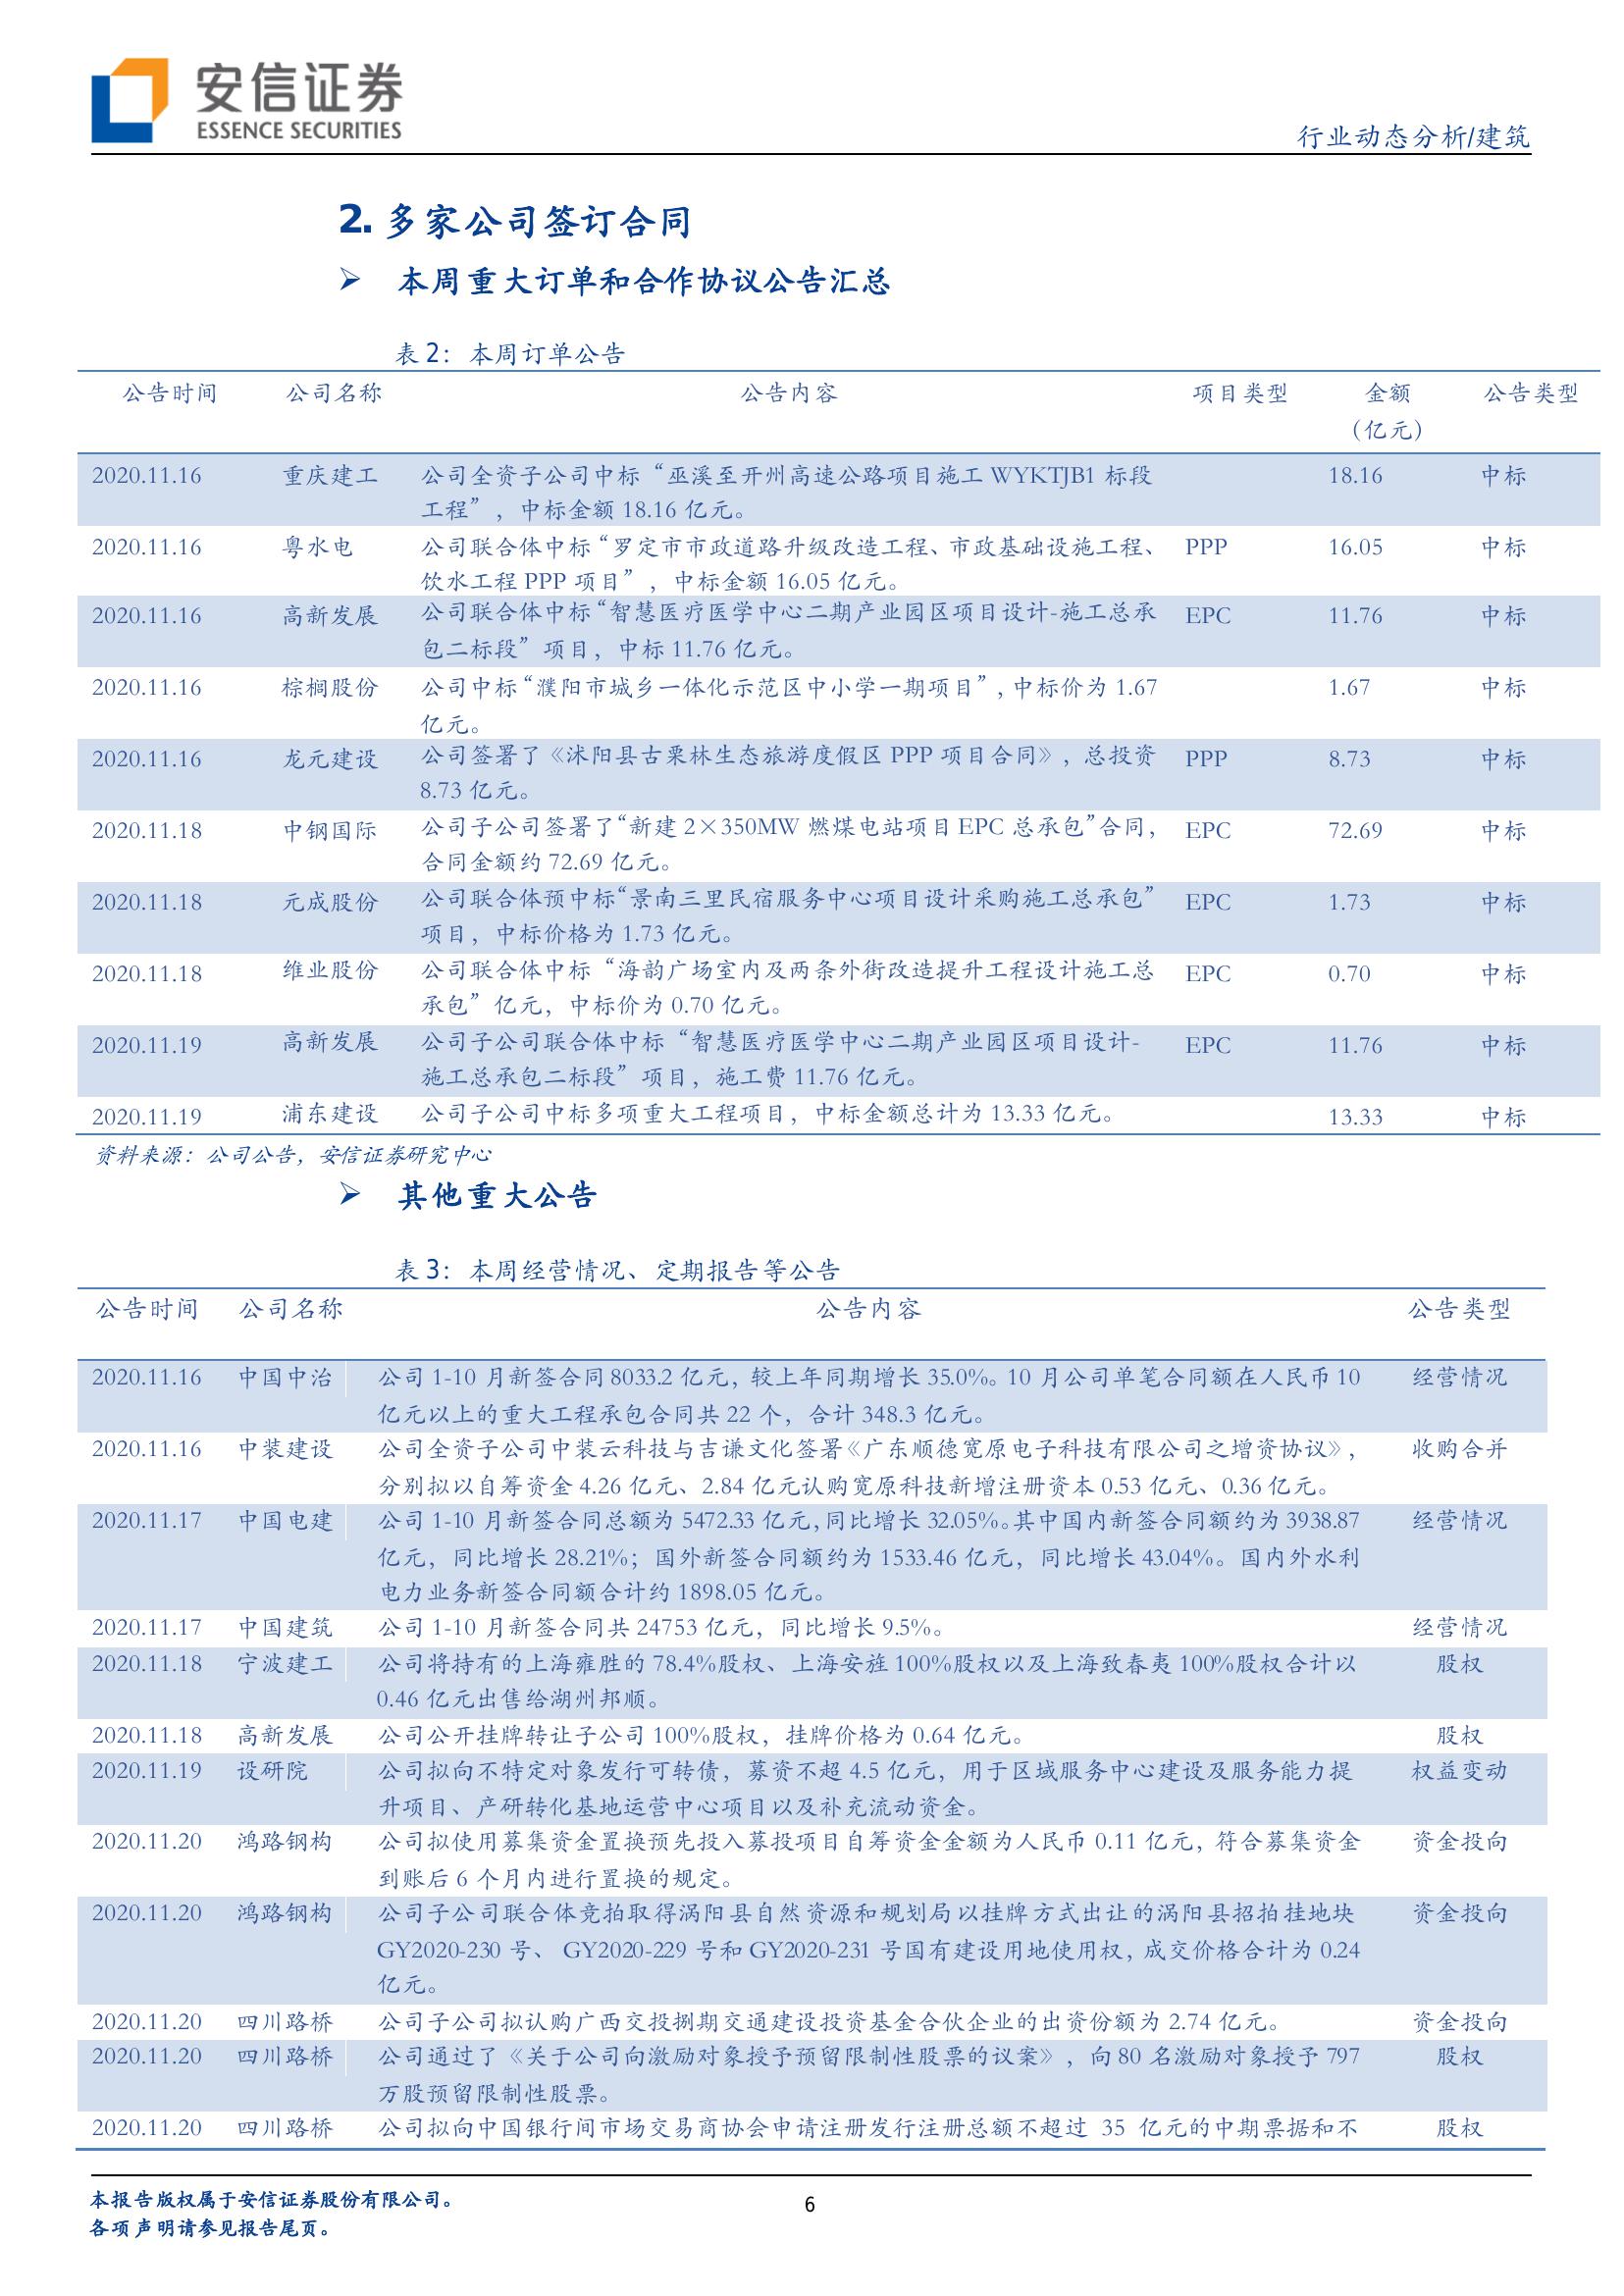 安信证券
ESSENCE SECURITIES
行业动态分析/建筑
2. 多家公司签订合同
➢ 本周重大订单和合作协议公告汇总
表 2：本周订单公告
公告时间 公司名称 公告内容 项目类型 金额 公告类型
（亿元）
2020.11.16 重庆建工 公司全资子公司中标“巫溪至开州高速公路项目施工 WYKTJB1 标段 18.16 中标
工程”，中标金额 18.16 亿元。
2020.11.16 粤水电 公司联合体中标“罗定市市政道路升级改造工程、市政基础设施工程、 PPP 16.05 中标
饮水工程 PPP 项目”，中标金额 16.05 亿元。
2020.11.16 高新发展 公司联合体中标“智慧医疗医学中心二期产业园区项目设计-施工总承 EPC 11.76 中标
包二标段”项目，中标 11.76 亿元。
2020.11.16 棕榈股份 公司中标“濮阳市城乡一体化示范区中小学一期项目”，中标价为 1.67 1.67 中标
亿元。
2020.11.16 龙元建设 公司签署了《沭阳县古栗林生态旅游度假区 PPP 项目合同》，总投资 PPP 8.73 中标
8.73 亿元。
2020.11.18 中钢国际 公司子公司签署了“新建 2×350MW 燃煤电站项目 EPC 总承包”合同， EPC 72.69 中标
合同金额约 72.69 亿元。
2020.11.18 元成股份 公司联合体预中标“景南三里民宿服务中心项目设计采购施工总承包” EPC 1.73 中标
项目，中标价格为 1.73 亿元。
2020.11.18 维业股份 公司联合体中标“海韵广场室内及两条外街改造提升工程设计施工总 EPC 0.70 中标
承包”亿元，中标价为 0.70 亿元。
2020.11.19 高新发展 公司子公司联合体中标“智慧医疗医学中心二期产业园区项目设计- EPC 11.76 中标
施工总承包二标段”项目，施工费 11.76 亿元。
2020.11.19 浦东建设 公司子公司中标多项重大工程项目，中标金额总计为 13.33 亿元。 13.33 中标
资料来源：公司公告，安信证券研究中心
➢ 其他重大公告
表 3：本周经营情况、定期报告等公告
公告时间 公司名称 公告内容 公告类型
2020.11.16 中国中冶 公司 1-10 月新签合同 8033.2 亿元，较上年同期增长 35.0%。10 月公司单笔合同额在人民币 10 经营情况
亿元以上的重大工程承包合同共 22 个，合计 348.3 亿元。
2020.11.16 中装建设 公司全资子公司中装云科技与吉谦文化签署《广东顺德宽原电子科技有限公司之增资协议》， 收购合并
分别拟以自筹资金 4.26 亿元、2.84 亿元认购宽原科技新增注册资本 0.53 亿元、0.36 亿元。
2020.11.17 中国电建 公司 1-10 月新签合同总额为 5472.33 亿元，同比增长 32.05%。其中国内新签合同额约为 3938.87 经营情况
亿元，同比增长 28.21%；国外新签合同额约为 1533.46 亿元，同比增长 43.04%。国内外水利
电力业务新签合同额合计约 1898.05 亿元。
2020.11.17 中国建筑 公司 1-10 月新签合同共 24753 亿元，同比增长 9.5%。 经营情况
2020.11.18 宁波建工 公司将持有的上海雍胜的 78.4%股权、上海安旌 100%股权以及上海致春夷 100%股权合计以 股权
0.46 亿元出售给湖州邦顺。
2020.11.18 高新发展 公司公开挂牌转让子公司 100%股权，挂牌价格为 0.64 亿元。 股权
2020.11.19 设研院 公司拟向不特定对象发行可转债，募资不超 4.5 亿元，用于区域服务中心建设及服务能力提 权益变动
升项目、产研转化基地运营中心项目以及补充流动资金。
2020.11.20 鸿路钢构 公司拟使用募集资金置换预先投入募投项目自筹资金金额为人民币 0.11 亿元，符合募集资金 资金投向
到账后 6 个月内进行置换的规定。
2020.11.20 鸿路钢构 公司子公司联合体竞拍取得涡阳县自然资源和规划局以挂牌方式出让的涡阳县招拍挂地块 资金投向
GY2020-230 号、 GY2020-229 号和 GY2020-231 号国有建设用地使用权，成交价格合计为 0.24
亿元。
2020.11.20 四川路桥 公司子公司拟认购广西交投捌期交通建设投资基金合伙企业的出资份额为 2.74 亿元。 资金投向
2020.11.20 四川路桥 公司通过了《关于公司向激励对象授予预留限制性股票的议案》，向 80 名激励对象授予 797 股权
万股预留限制性股票。
2020.11.20 四川路桥 公司拟向中国银行间市场交易商协会申请注册发行注册总额不超过 35 亿元的中期票据和不 股权
本报告版权属于安信证券股份有限公司。
6
各项声明请参见报告尾页。